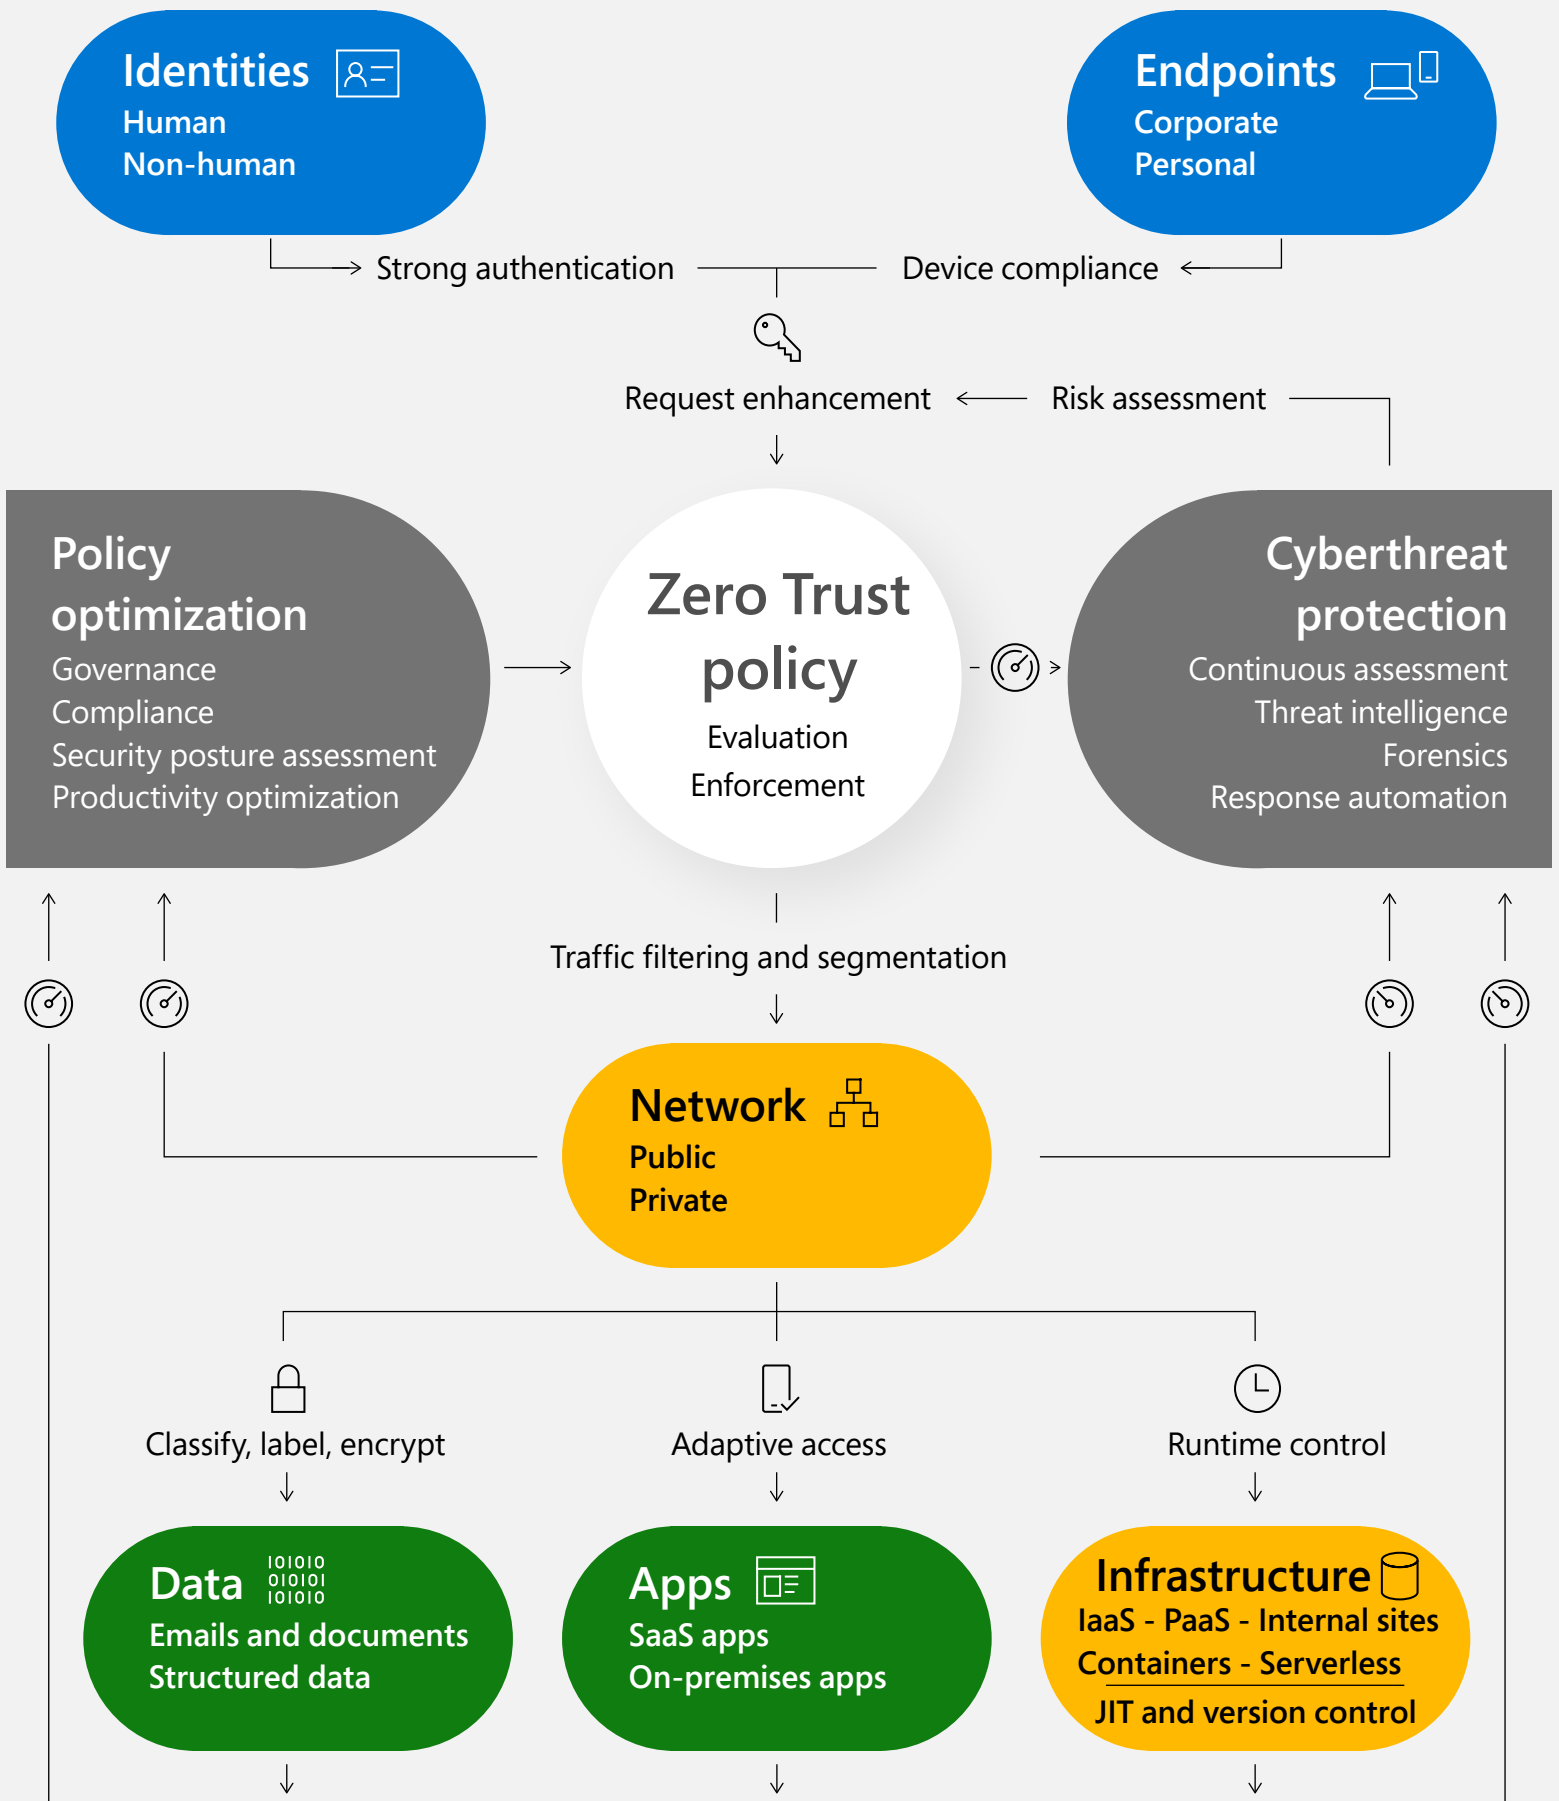 Identities
Human
Non-human
Endpoints
Corporate
Personal
Strong authentication
Device compliance
Request enhancement
Risk assessment
Policy
optimization
Governance
Compliance
Security posture assessment
Productivity optimization
Zero Trust
policy
Evaluation
Enforcement
Cyberthreat
protection
Continuous assessment
Threat intelligence
Forensics
Response automation
Traffic filtering and segmentation
Network
Public
Private
Classify, label, encrypt
Adaptive access
Runtime control
Data
101010
010101
101010
Emails and documents
Structured data
Apps
SaaS apps
On-premises apps
Infrastructure
IaaS - PaaS - Internal sites
Containers - Serverless
JIT and version control